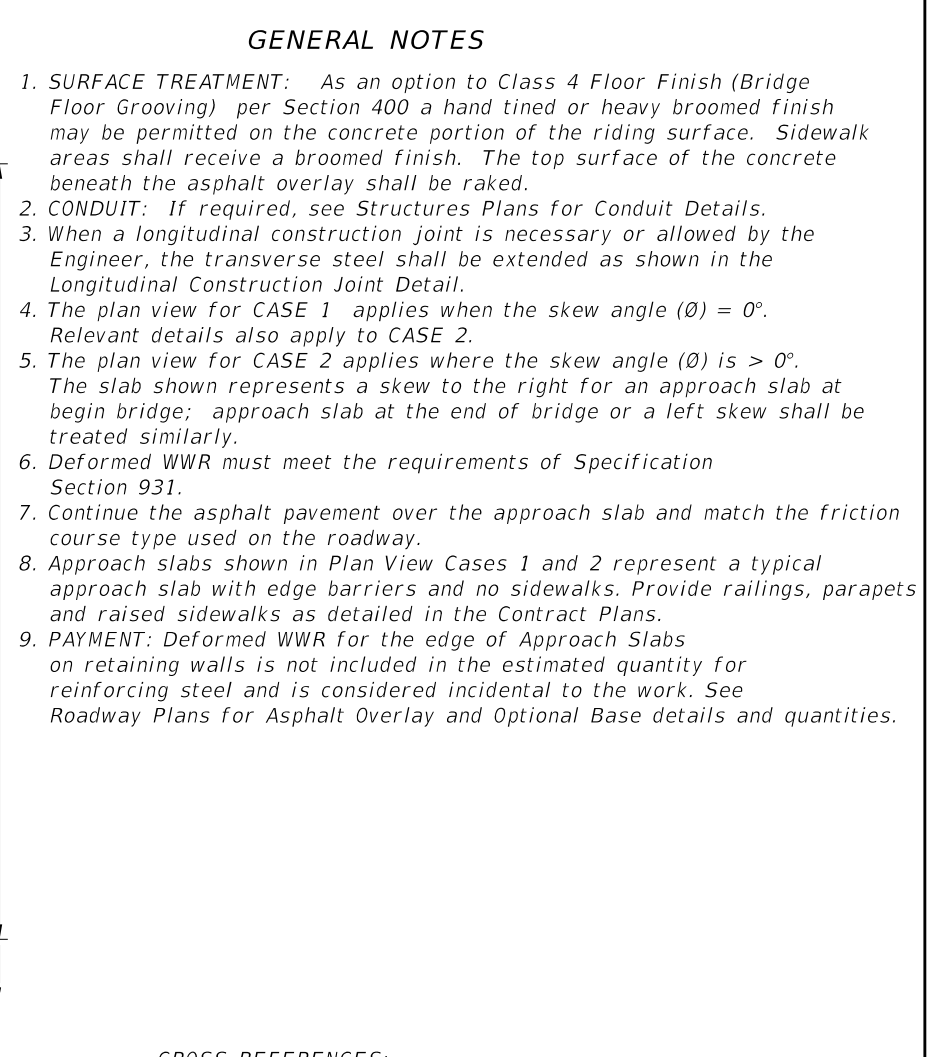 GENERAL NOTES
1. SURFACE TREATMENT: As an option to Class 4 Floor Finish (Bridge
Floor Grooving) per Section 400 a hand tined or heavy broomed finish
may be permitted on the concrete portion of the riding surface. Sidewalk
areas shall receive a broomed finish. The top surface of the concrete
beneath the asphalt overlay shall be raked.
2. CONDUIT: If required, see Structures Plans for Conduit Details.
3. When a longitudinal construction joint is necessary or allowed by the
Engineer, the transverse steel shall be extended as shown in the
Longitudinal Construction Joint Detail.
4. The plan view for CASE 1 applies when the skew angle (Ø) = 0°.
Relevant details also apply to CASE 2.
5. The plan view for CASE 2 applies where the skew angle (Ø) is > 0°.
The slab shown represents a skew to the right for an approach slab at
begin bridge; approach slab at the end of bridge or a left skew shall be
treated similarly.
6. Deformed WWR must meet the requirements of Specification
Section 931.
7. Continue the asphalt pavement over the approach slab and match the friction
course type used on the roadway.
8. Approach slabs shown in Plan View Cases 1 and 2 represent a typical
approach slab with edge barriers and no sidewalks. Provide railings, parapets
and raised sidewalks as detailed in the Contract Plans.
9. PAYMENT: Deformed WWR for the edge of Approach Slabs
on retaining walls is not included in the estimated quantity for
reinforcing steel and is considered incidental to the work. See
Roadway Plans for Asphalt Overlay and Optional Base details and quantities.
CROSS REFERENCES: